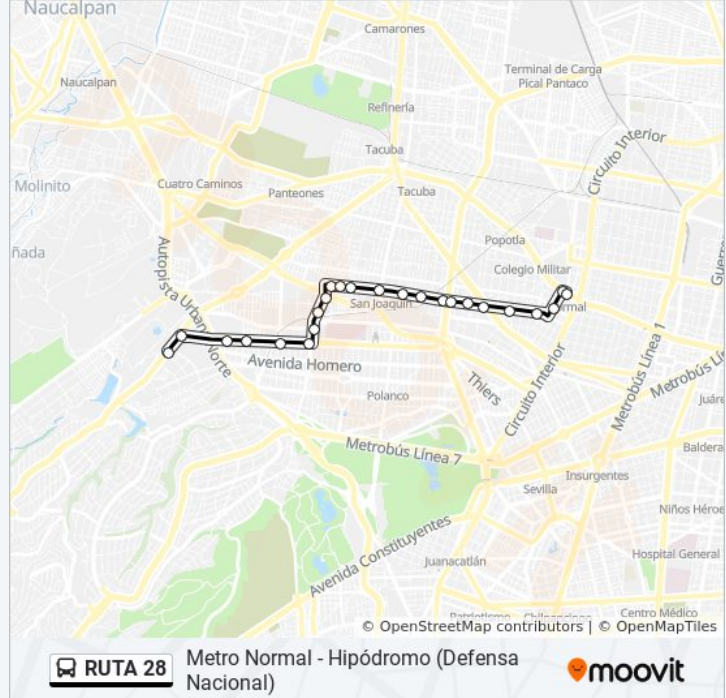 Naucalpan
Camarones
Terminal de Carga
Pical Pantaco
Naucalpan
Refinería
Circuito Interior
Tacuba
Molinito
Cuatro Caminos
Panteones
Tacuba
Popotla
ñada
Colegio Militar
Autopista Urbana Norte
San Joaquín
rmal
Avenida Homero
Thiers
Circuito Interior
Metrobús Línea 1
Metrobús Lí
Polanco
Juáre
Metrobús Línea 7
Baldera
Insurgentes
Sevilla
Niños Héroe
Avenida Constituyentes
Hospital General
Juanacatlán
Centro Médico
© OpenStreetMap contributors | © OpenMapTiles
RUTA 28
Metro Normal - Hipódromo (Defensa
Nacional)
moovit